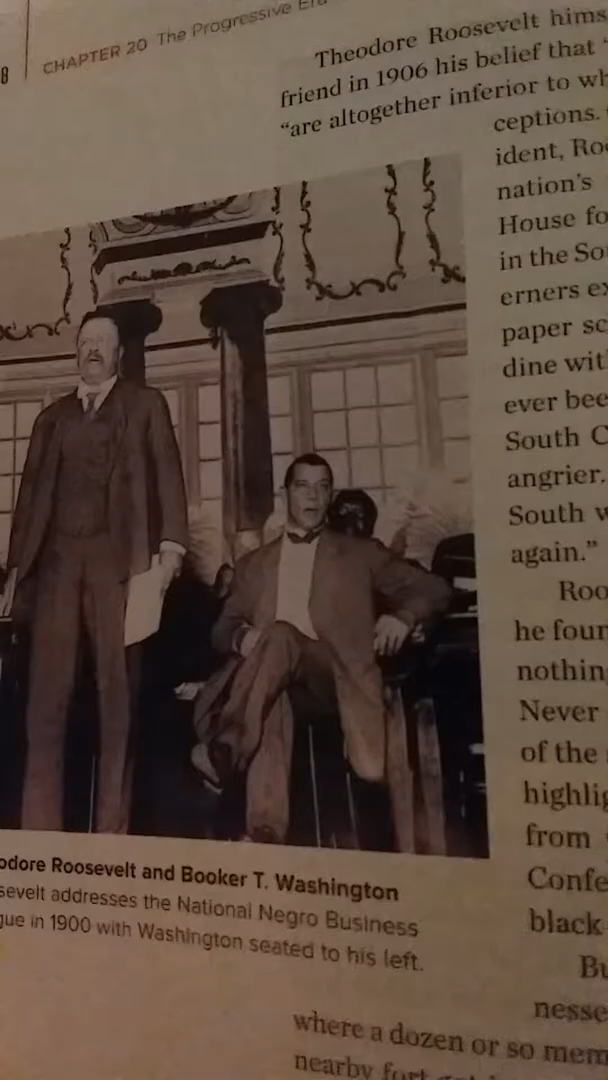 8
CHAPTER 20 The Progressive Era
Theodore Roosevelt hims
friend in 1906 his belief that "
"are altogether inferior to wh
ceptions.
ident, Roo
nation's
House fo
in the Sou
erners ex
paper sc
dine wit
ever bee
South C
angrier.
South w
again."
Roo
he four
nothin
Never
of the
highlig
from
Confe
black
Bu
nesse
odore Roosevelt and Booker T. Washington
sevelt addresses the National Negro Business
gue in 1900 with Washington seated to his left.
where a dozen or so mem
nearby fort